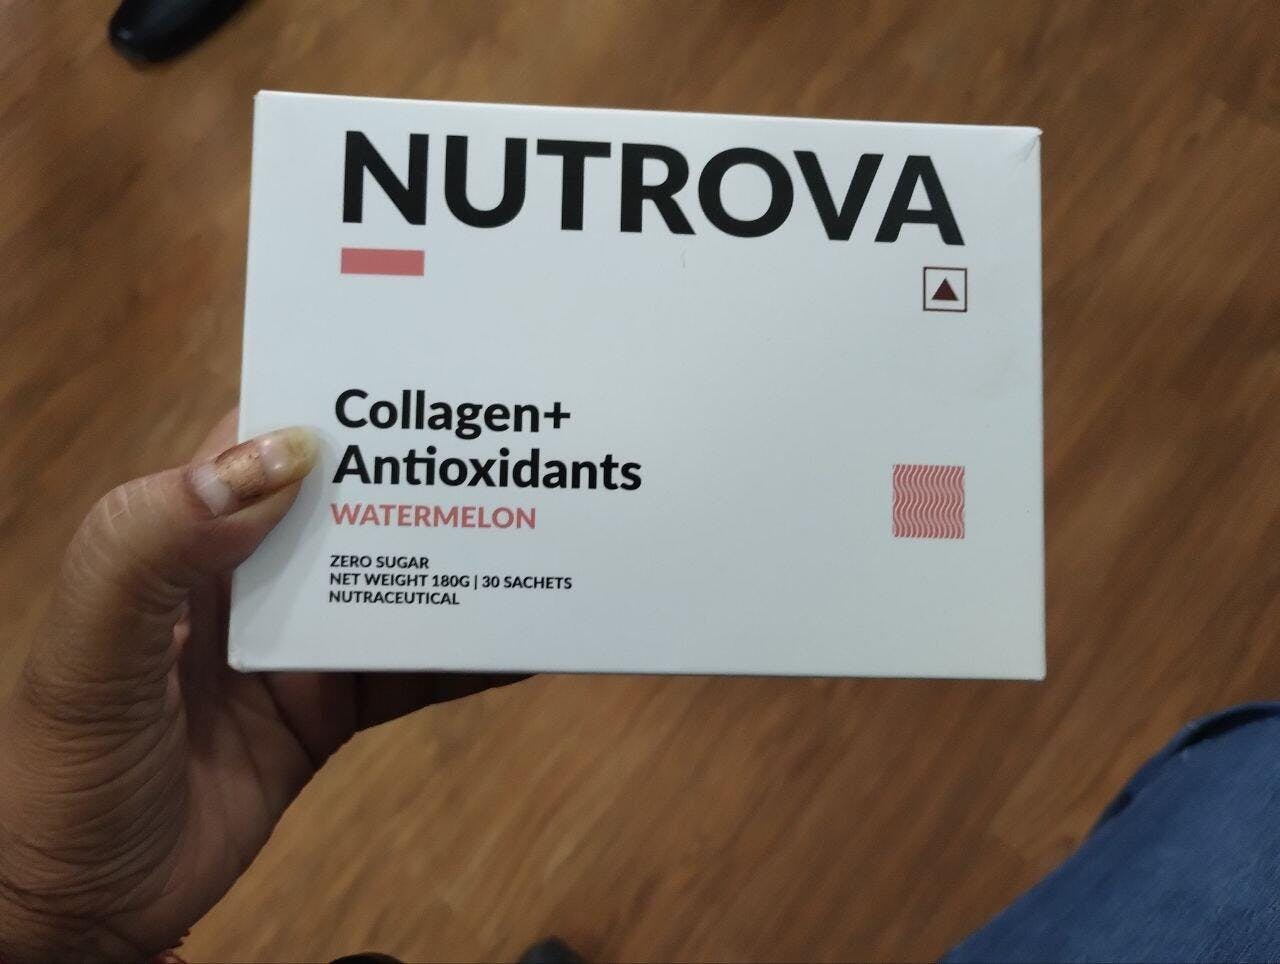 NUTROVA
Collagen+
Antioxidants
WATERMELON
ZERO SUGAR
NET WEIGHT 180G | 30 SACHETS
NUTRACEUTICAL